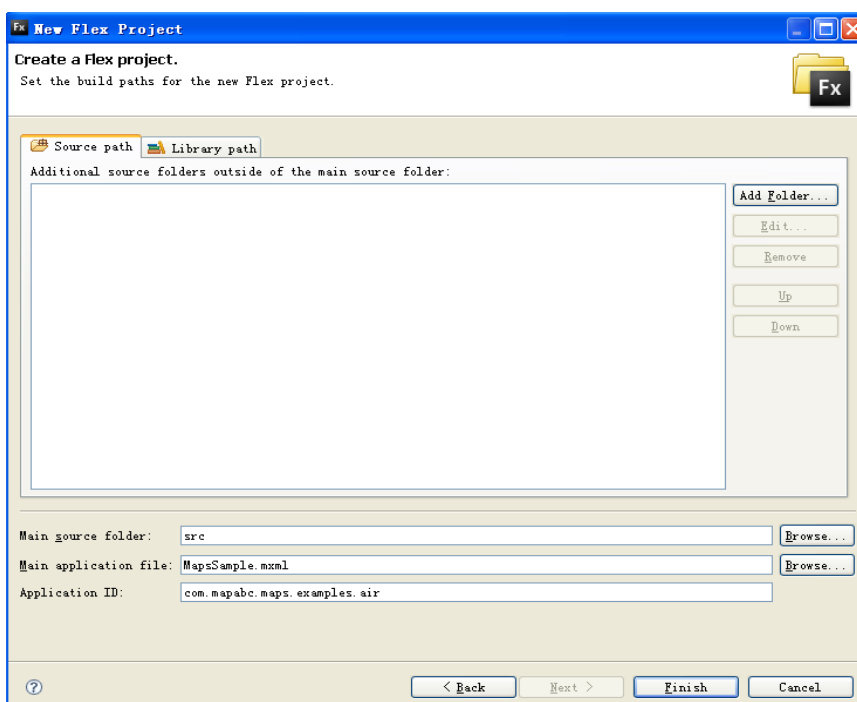 Fx New Flex Project
Create a Flex project.
Set the build paths for the new Flex project.
Fx
Source path Library path
Additional source folders outside of the main source folder:
Add Folder...
Edit...
Remove
Up
Down
Main source folder: src Browse...
Main application file: MapsSample.mxml Browse...
Application ID: com.mapabc.maps.examples.air
? < Back Next > Finish Cancel